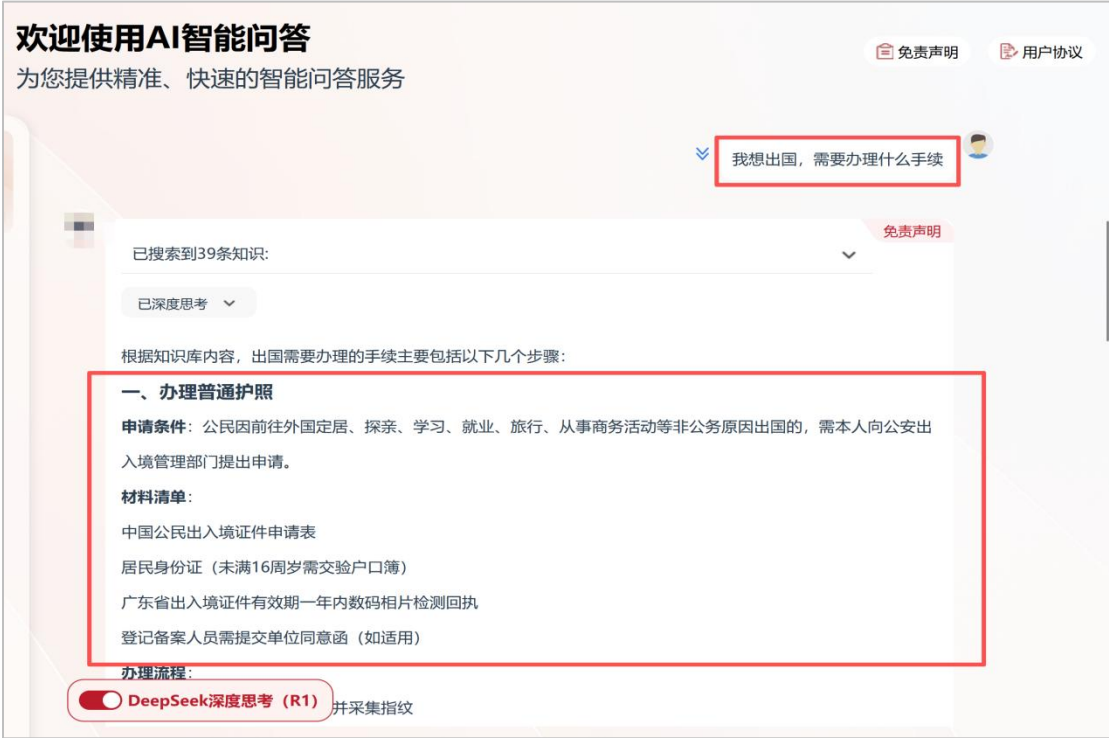 欢迎使用AI智能问答
为您提供精准、快速的智能问答服务
免责声明
用户协议
我想出国，需要办理什么手续
免责声明
已搜索到39条知识:
已深度思考
根据知识库内容，出国需要办理的手续主要包括以下几个步骤：
一、办理普通护照
申请条件：公民因前往外国定居、探亲、学习、就业、旅行、从事商务活动等非公务原因出国的，需本人向公安出
入境管理部门提出申请。
材料清单：
中国公民出入境证件申请表
居民身份证（未满16周岁需交验户口簿）
广东省出入境证件有效期一年内数码相片检测回执
登记备案人员需提交单位同意函（如适用）
办理流程：
DeepSeek深度思考（R1）
并采集指纹